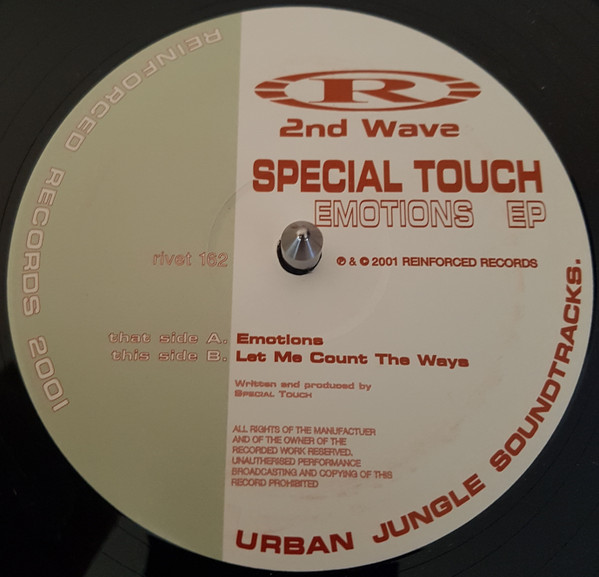 REINFORCED RECORDS 2001
R
2nd Wave
SPECIAL TOUCH
EMOTIONS EP
rivet 162
℗ & © 2001 REINFORCED RECORDS
that side A. Emotions
this side B. Let Me Count The Ways
Written and produced by
SPECIAL TOUCH
ALL RIGHTS OF THE MANUFACTUER
AND OF THE OWNER OF THE
RECORDED WORK RESERVED.
UNAUTHERISED PERFORMANCE
BROADCASTING AND COPYING OF THIS
RECORD PROHIBITED
URBAN JUNGLE SOUNDTRACKS.